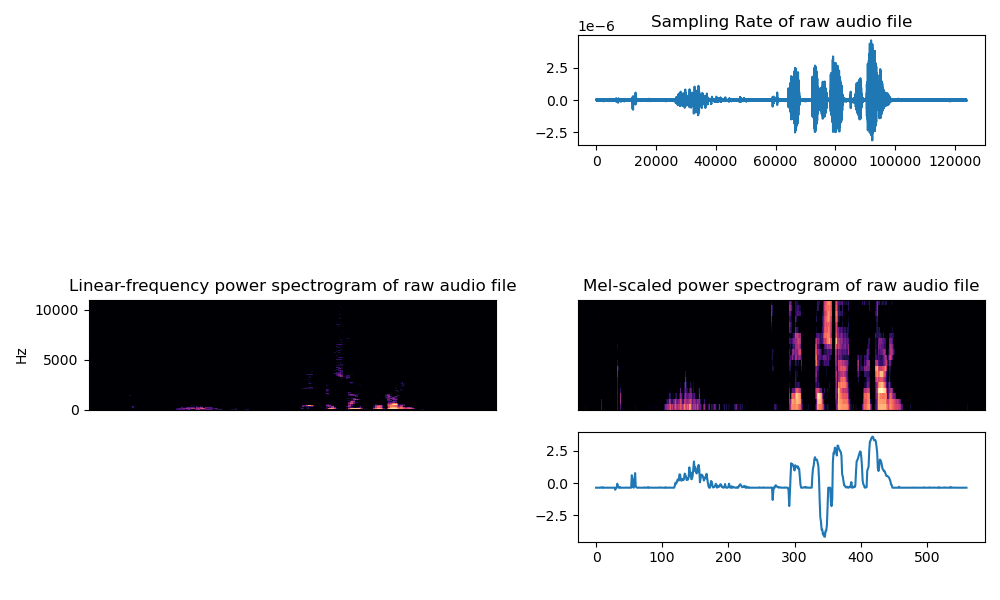 Sampling Rate of raw audio file
1e−6
2.5
0.0
−2.5
0 20000 40000 60000 80000 100000 120000
Linear-frequency power spectrogram of raw audio file
10000
5000
0
Hz
Mel-scaled power spectrogram of raw audio file
2.5
0.0
−2.5
0 100 200 300 400 500